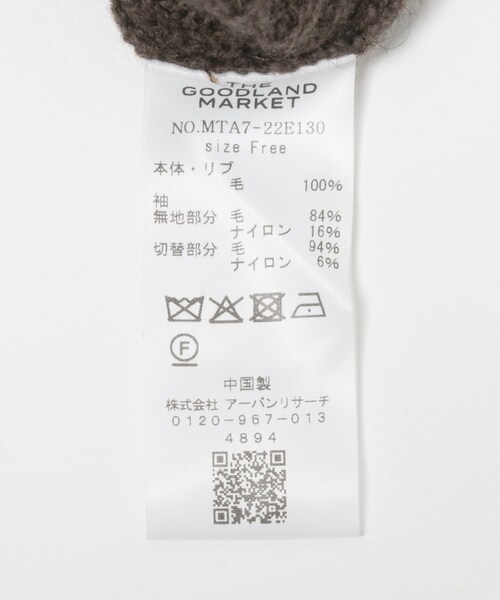 THE
GOODLAND
MARKET
NO.MTA7-22E130
size Free
本体・リブ
毛 100%
袖
無地部分 毛 84%
ナイロン 16%
切替部分 毛 94%
ナイロン 6%
F
中国製
株式会社 アーバンリサーチ
0120-967-013
4894